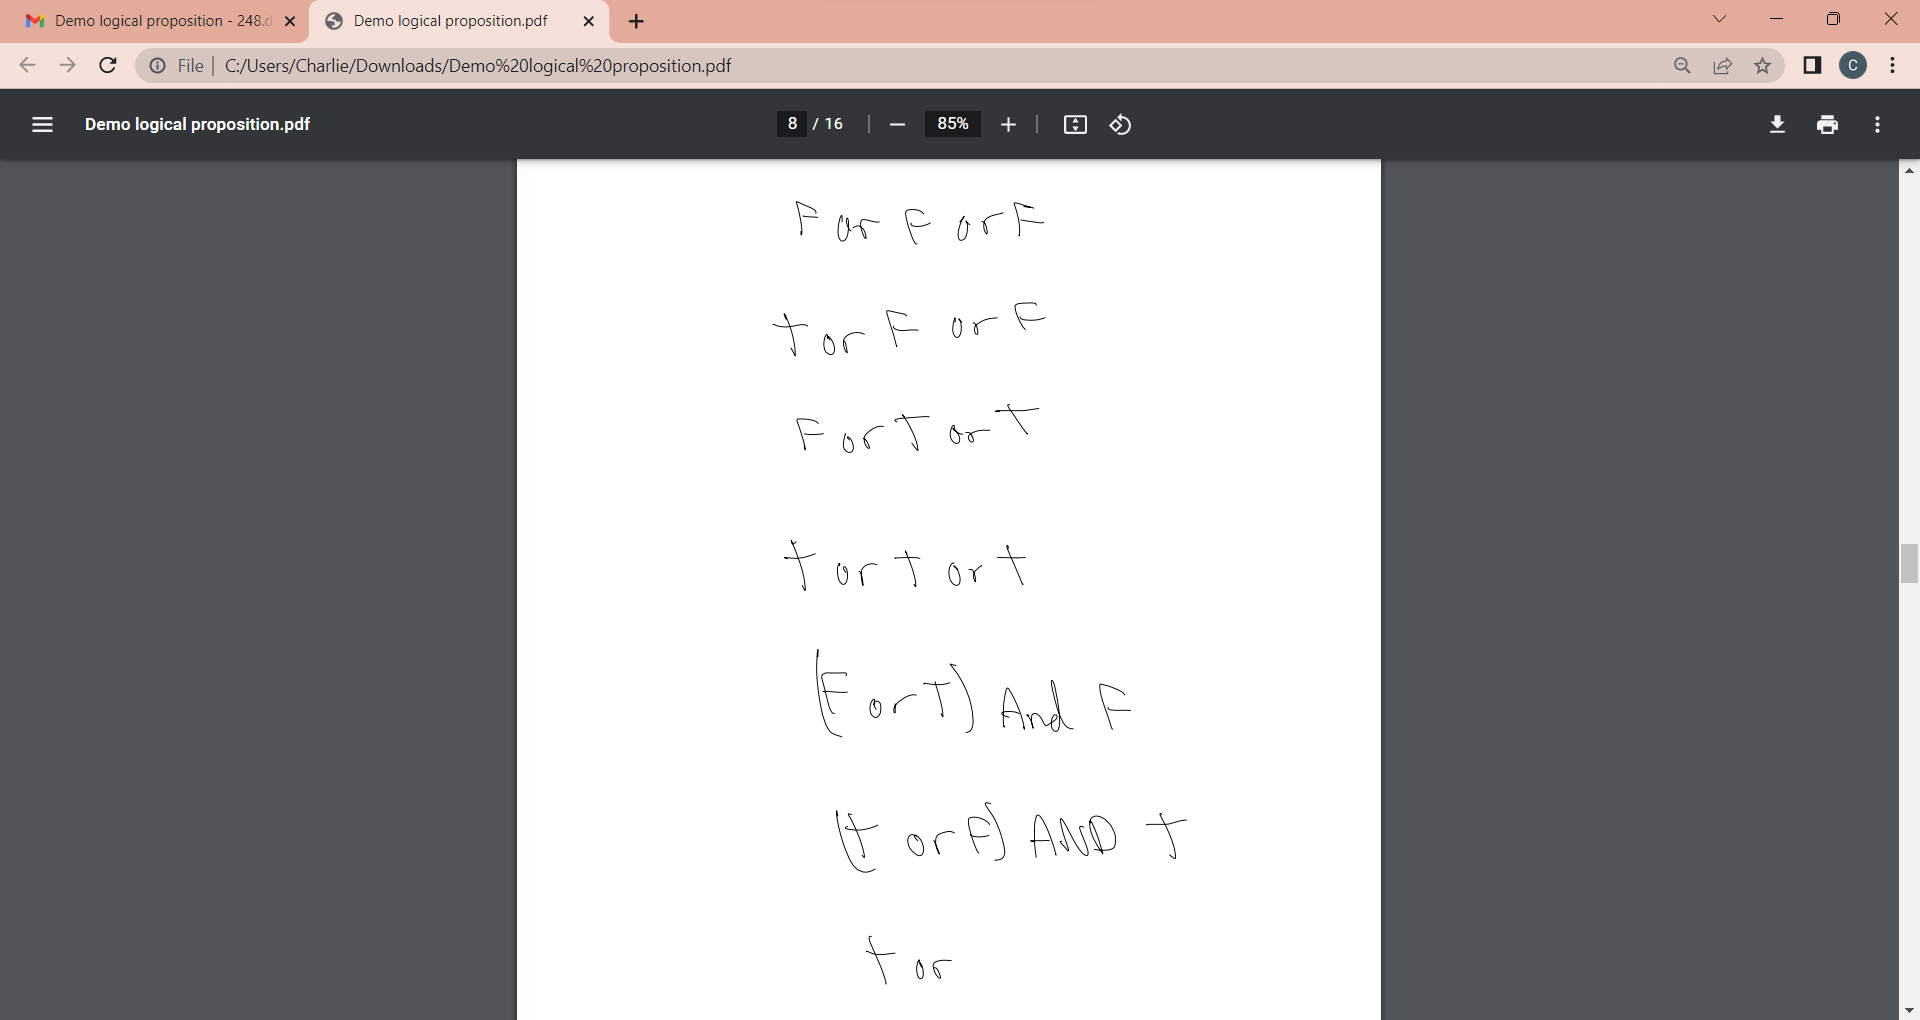 Demo logical proposition - 248.d
Demo logical proposition.pdf
File | C:/Users/Charlie/Downloads/Demo%20logical%20proposition.pdf
C
Demo logical proposition.pdf
8 / 16
85%
F or F or F
t or F or F
F or T or T
t or T or t
(F or T) And F
(t or F) AND T
t or